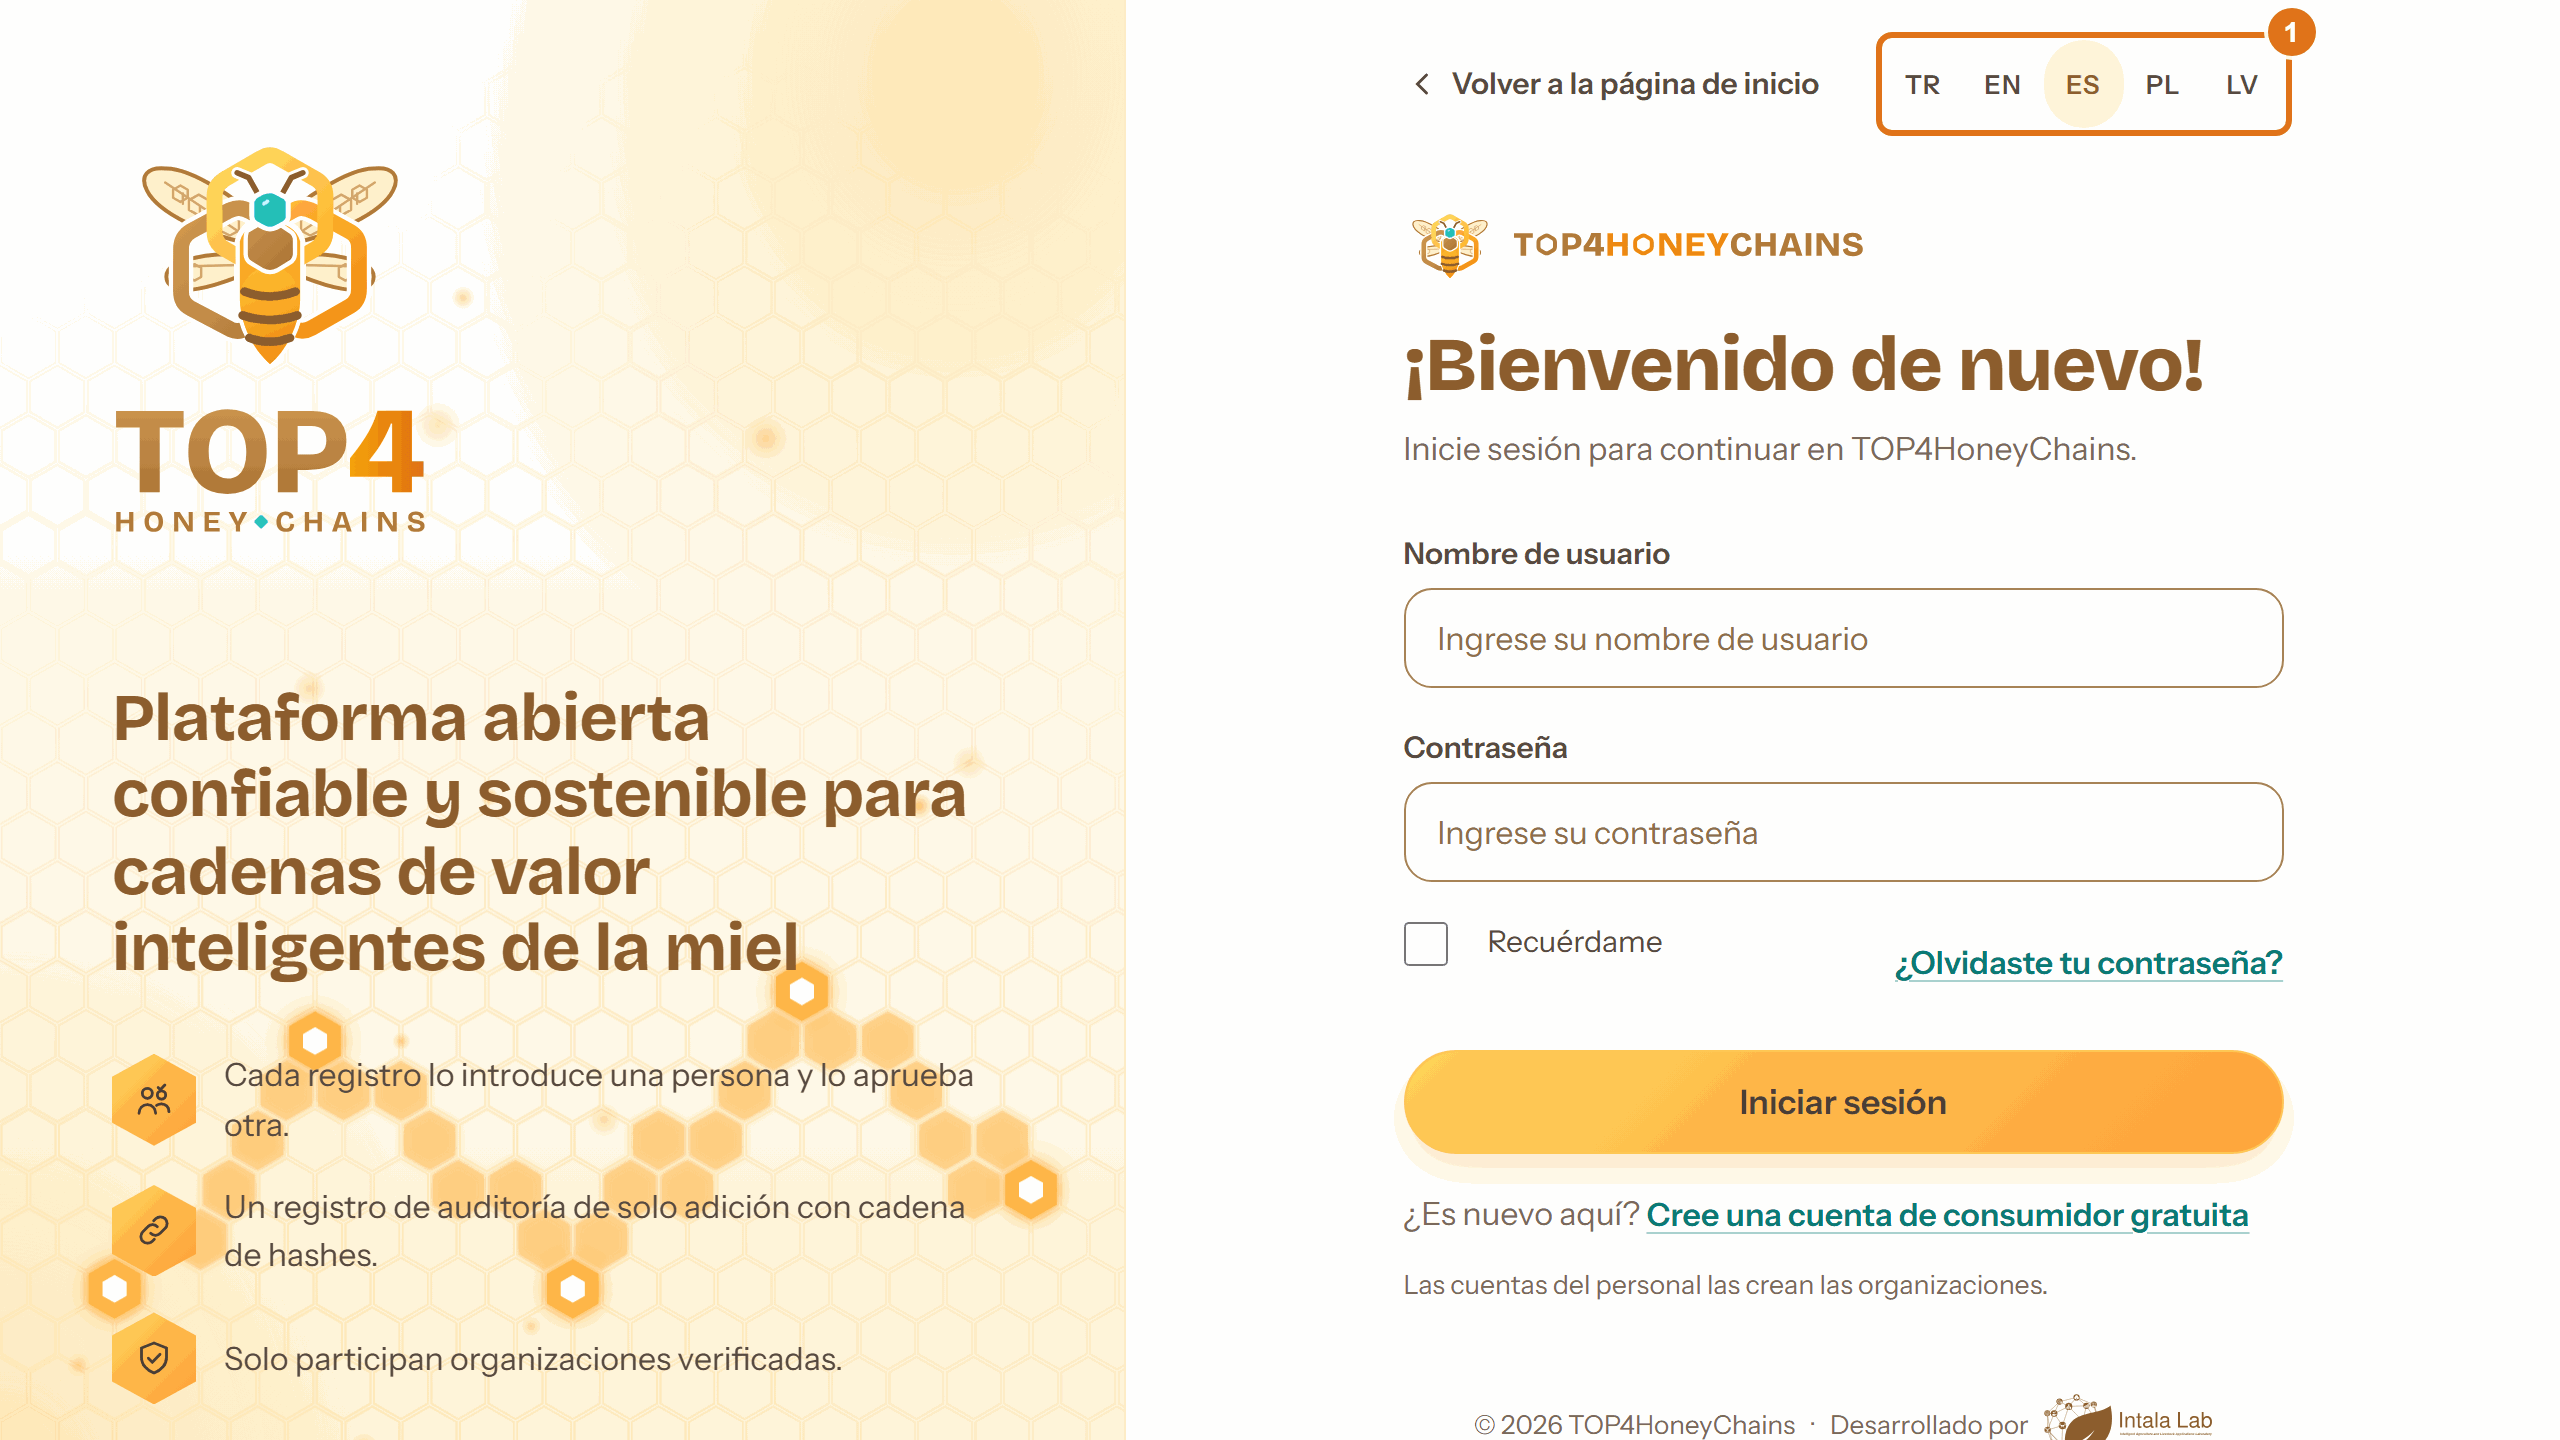 TOP4
HONEY CHAINS
Plataforma abierta
confiable y sostenible para
cadenas de valor
inteligentes de la miel
Cada registro lo introduce una persona y lo aprueba
otra.
Un registro de auditoría de solo adición con cadena
de hashes.
Solo participan organizaciones verificadas.
Volver a la página de inicio
TR EN ES PL LV
1
TOP4HONEYCHAINS
¡Bienvenido de nuevo!
Inicie sesión para continuar en TOP4HoneyChains.
Nombre de usuario
Ingrese su nombre de usuario
Contraseña
Ingrese su contraseña
Recuérdame
¿Olvidaste tu contraseña?
Iniciar sesión
¿Es nuevo aquí? Cree una cuenta de consumidor gratuita
Las cuentas del personal las crean las organizaciones.
© 2026 TOP4HoneyChains · Desarrollado por
Intala Lab